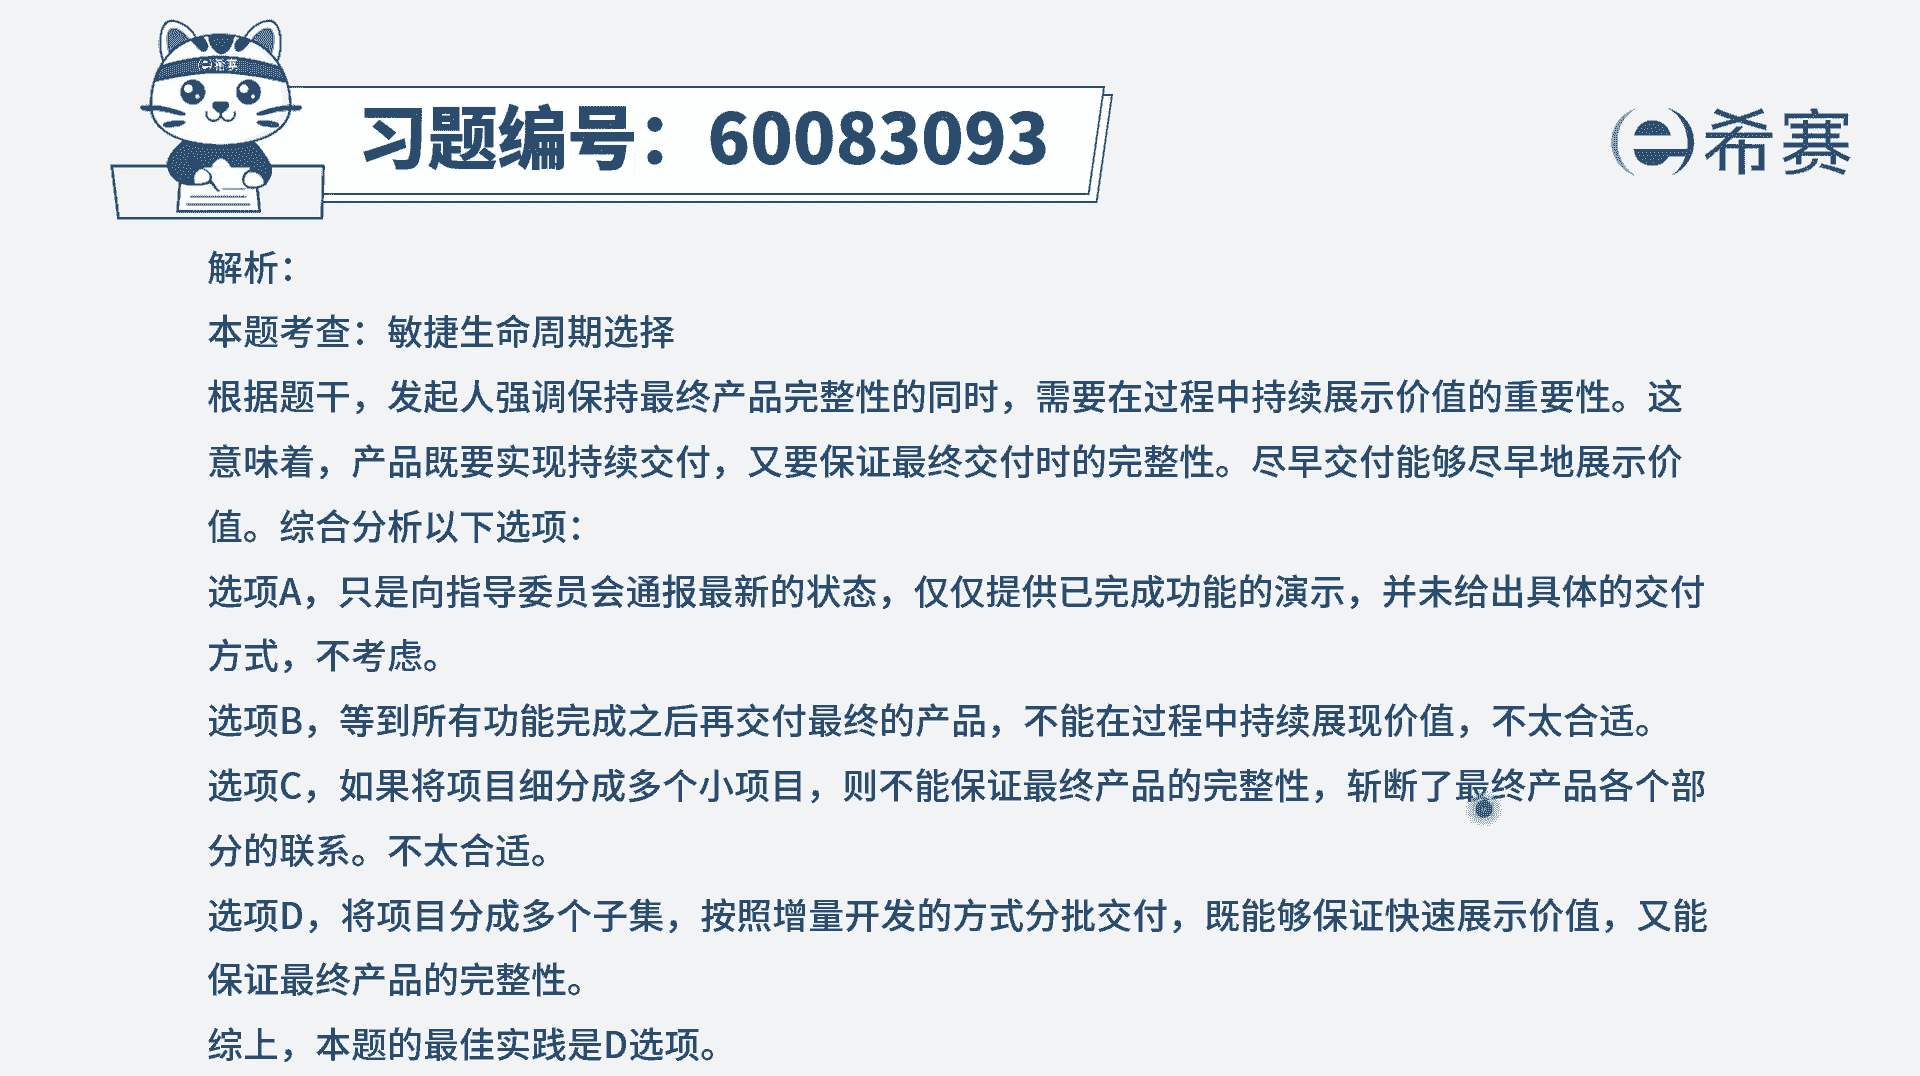 希赛
习题编号：60083093
希赛
解析：
本题考查：敏捷生命周期选择
根据题干，发起人强调保持最终产品完整性的同时，需要在过程中持续展示价值的重要性。这
意味着，产品既要实现持续交付，又要保证最终交付时的完整性。尽早交付能够尽早地展示价
值。综合分析以下选项：
选项A，只是向指导委员会通报最新的状态，仅仅提供已完成功能的演示，并未给出具体的交付
方式，不考虑。
选项B，等到所有功能完成之后再交付最终的产品，不能在过程中持续展现价值，不太合适。
选项C，如果将项目细分成多个小项目，则不能保证最终产品的完整性，斩断了最终产品各个部
分的联系。不太合适。
选项D，将项目分成多个子集，按照增量开发的方式分批交付，既能够保证快速展示价值，又能
保证最终产品的完整性。
综上，本题的最佳实践是D选项。